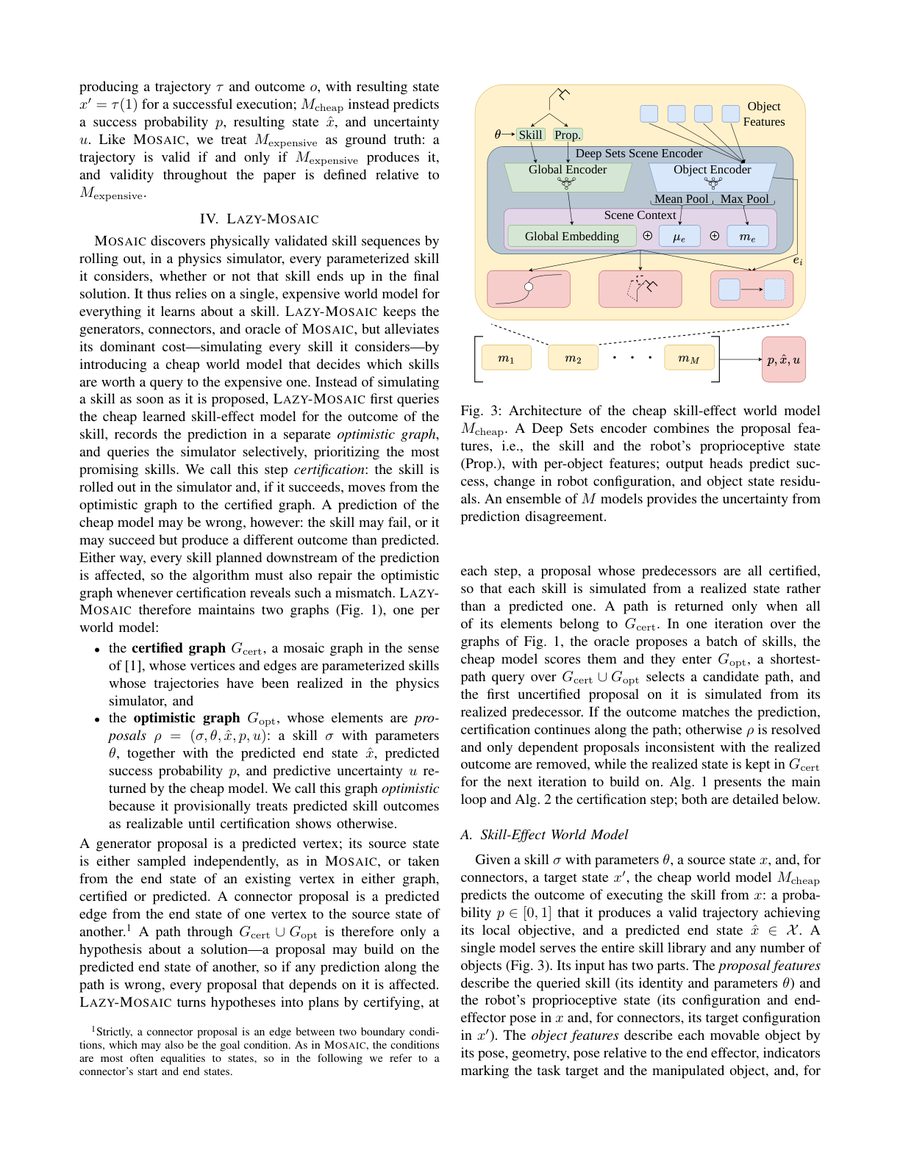 producing a trajectory τ and outcome o, with resulting state
x′ = τ(1) for a successful execution; M_cheap instead predicts
a success probability p, resulting state x̂, and uncertainty
u. Like MOSAIC, we treat M_expensive as ground truth: a
trajectory is valid if and only if M_expensive produces it,
and validity throughout the paper is defined relative to
M_expensive.
IV. LAZY-MOSAIC
MOSAIC discovers physically validated skill sequences by
rolling out, in a physics simulator, every parameterized skill
it considers, whether or not that skill ends up in the final
solution. It thus relies on a single, expensive world model for
everything it learns about a skill. LAZY-MOSAIC keeps the
generators, connectors, and oracle of MOSAIC, but alleviates
its dominant cost—simulating every skill it considers—by
introducing a cheap world model that decides which skills
are worth a query to the expensive one. Instead of simulating
a skill as soon as it is proposed, LAZY-MOSAIC first queries
the cheap learned skill-effect model for the outcome of the
skill, records the prediction in a separate optimistic graph,
and queries the simulator selectively, prioritizing the most
promising skills. We call this step certification: the skill is
rolled out in the simulator and, if it succeeds, moves from the
optimistic graph to the certified graph. A prediction of the
cheap model may be wrong, however: the skill may fail, or it
may succeed but produce a different outcome than predicted.
Either way, every skill planned downstream of the prediction
is affected, so the algorithm must also repair the optimistic
graph whenever certification reveals such a mismatch. LAZY-
MOSAIC therefore maintains two graphs (Fig. 1), one per
world model:
• the certified graph G_cert, a mosaic graph in the sense
of [1], whose vertices and edges are parameterized skills
whose trajectories have been realized in the physics
simulator, and
• the optimistic graph G_opt, whose elements are pro-
posals ρ = (σ, θ, x̂, p, u): a skill σ with parameters
θ, together with the predicted end state x̂, predicted
success probability p, and predictive uncertainty u re-
turned by the cheap model. We call this graph optimistic
because it provisionally treats predicted skill outcomes
as realizable until certification shows otherwise.
A generator proposal is a predicted vertex; its source state
is either sampled independently, as in MOSAIC, or taken
from the end state of an existing vertex in either graph,
certified or predicted. A connector proposal is a predicted
edge from the end state of one vertex to the source state of
another.¹ A path through G_cert ∪ G_opt is therefore only a
hypothesis about a solution—a proposal may build on the
predicted end state of another, so if any prediction along the
path is wrong, every proposal that depends on it is affected.
LAZY-MOSAIC turns hypotheses into plans by certifying, at
¹Strictly, a connector proposal is an edge between two boundary condi-
tions, which may also be the goal condition. As in MOSAIC, the conditions
are most often equalities to states, so in the following we refer to a
connector's start and end states.
Object
Features
θ Skill Prop.
Deep Sets Scene Encoder
Global Encoder Object Encoder
Mean Pool Max Pool
Scene Context
Global Embedding ⊕ μ_e ⊕ m_e
e_i
m_1 m_2 · · · m_M p, x̂, u
Fig. 3: Architecture of the cheap skill-effect world model
M_cheap. A Deep Sets encoder combines the proposal fea-
tures, i.e., the skill and the robot's proprioceptive state
(Prop.), with per-object features; output heads predict suc-
cess, change in robot configuration, and object state residu-
als. An ensemble of M models provides the uncertainty from
prediction disagreement.
each step, a proposal whose predecessors are all certified,
so that each skill is simulated from a realized state rather
than a predicted one. A path is returned only when all
of its elements belong to G_cert. In one iteration over the
graphs of Fig. 1, the oracle proposes a batch of skills, the
cheap model scores them and they enter G_opt, a shortest-
path query over G_cert ∪ G_opt selects a candidate path, and
the first uncertified proposal on it is simulated from its
realized predecessor. If the outcome matches the prediction,
certification continues along the path; otherwise ρ is resolved
and only dependent proposals inconsistent with the realized
outcome are removed, while the realized state is kept in G_cert
for the next iteration to build on. Alg. 1 presents the main
loop and Alg. 2 the certification step; both are detailed below.
A. Skill-Effect World Model
Given a skill σ with parameters θ, a source state x, and, for
connectors, a target state x′, the cheap world model M_cheap
predicts the outcome of executing the skill from x: a proba-
bility p ∈ [0, 1] that it produces a valid trajectory achieving
its local objective, and a predicted end state x̂ ∈ 𝒳. A
single model serves the entire skill library and any number of
objects (Fig. 3). Its input has two parts. The proposal features
describe the queried skill (its identity and parameters θ) and
the robot's proprioceptive state (its configuration and end-
effector pose in x and, for connectors, its target configuration
in x′). The object features describe each movable object by
its pose, geometry, pose relative to the end effector, indicators
marking the task target and the manipulated object, and, for